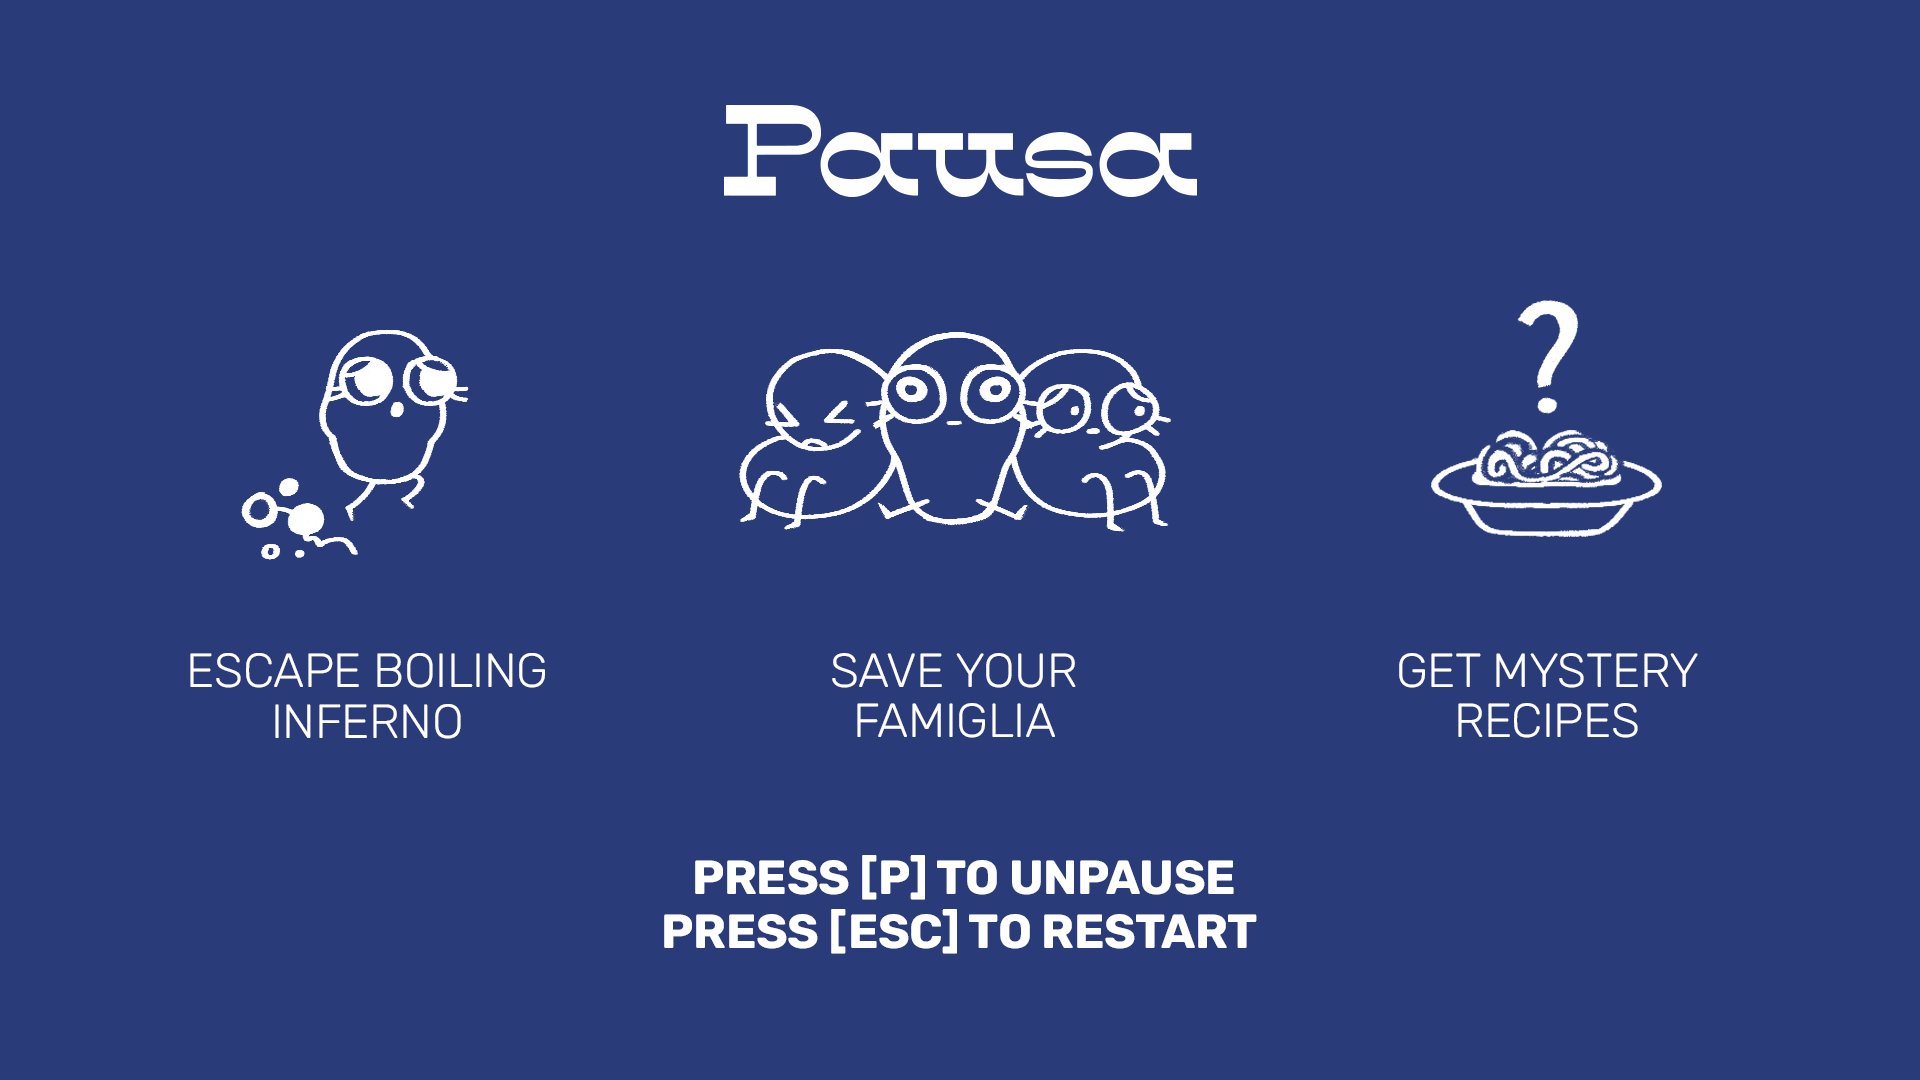 Pausa
ESCAPE BOILING
INFERNO
SAVE YOUR
FAMIGLIA
?
GET MYSTERY
RECIPES
PRESS [P] TO UNPAUSE
PRESS [ESC] TO RESTART